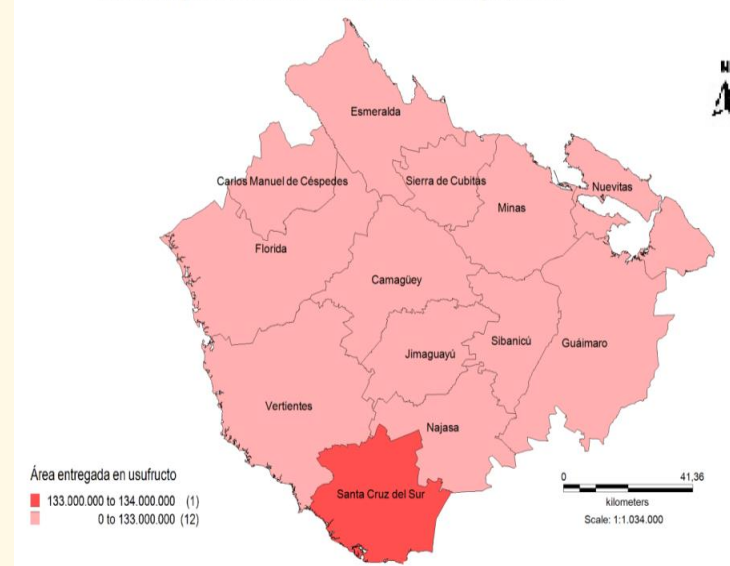 N
Esmeralda
Carlos Manuel de Céspedes
Sierra de Cubitas
Nuevitas
Minas
Florida
Camagüey
Sibanicú
Guáimaro
Jimaguayú
Vertientes
Najasa
Santa Cruz del Sur
Área entregada en usufructo
133.000.000 to 134.000.000 (1)
0 to 133.000.000 (12)
0 41,36
kilometers
Scale: 1:1.034.000